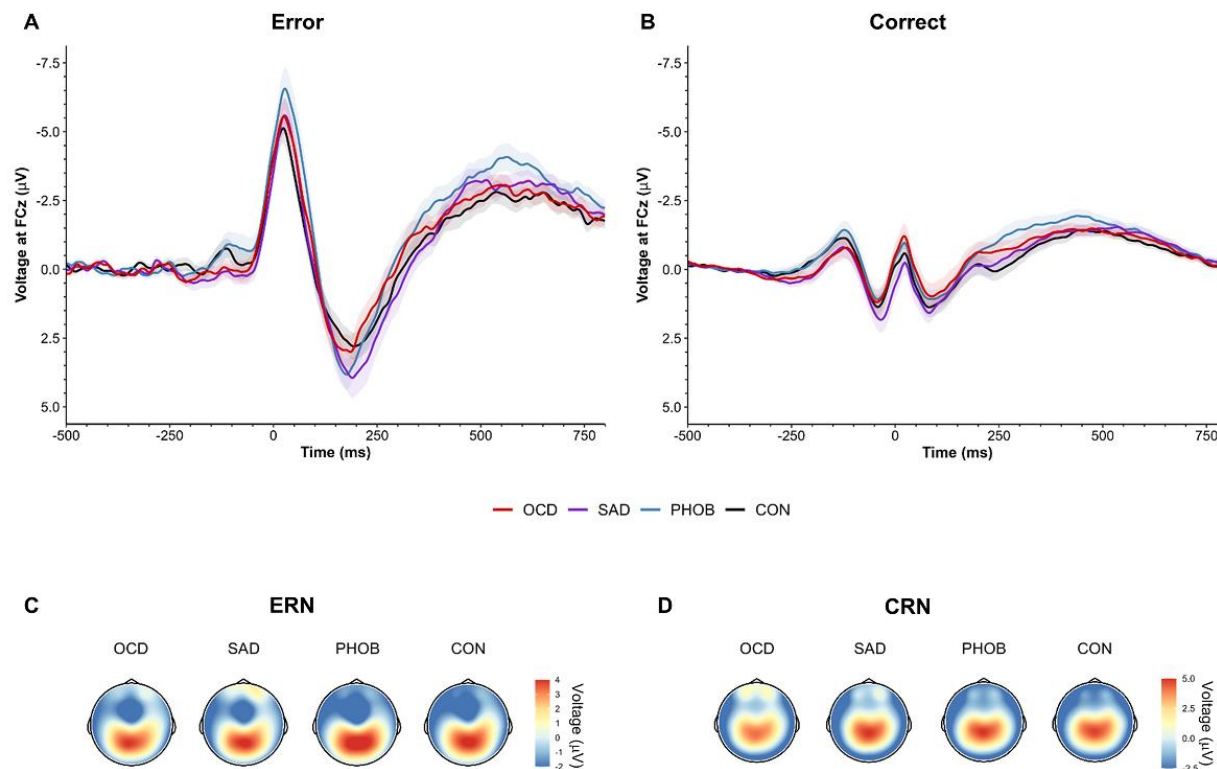 A Error
B Correct
-7.5
-5.0
-2.5
0.0
2.5
5.0
Voltage at FCz (µV)
-500 -250 0 250 500 750
Time (ms)
-7.5
-5.0
-2.5
0.0
2.5
5.0
Voltage at FCz (µV)
-500 -250 0 250 500 750
Time (ms)
OCD SAD PHOB CON
C ERN
OCD SAD PHOB CON
4
3
2
1
0
-1
-2
Voltage (µV)
D CRN
OCD SAD PHOB CON
5.0
2.5
0.0
-2.5
Voltage (µV)